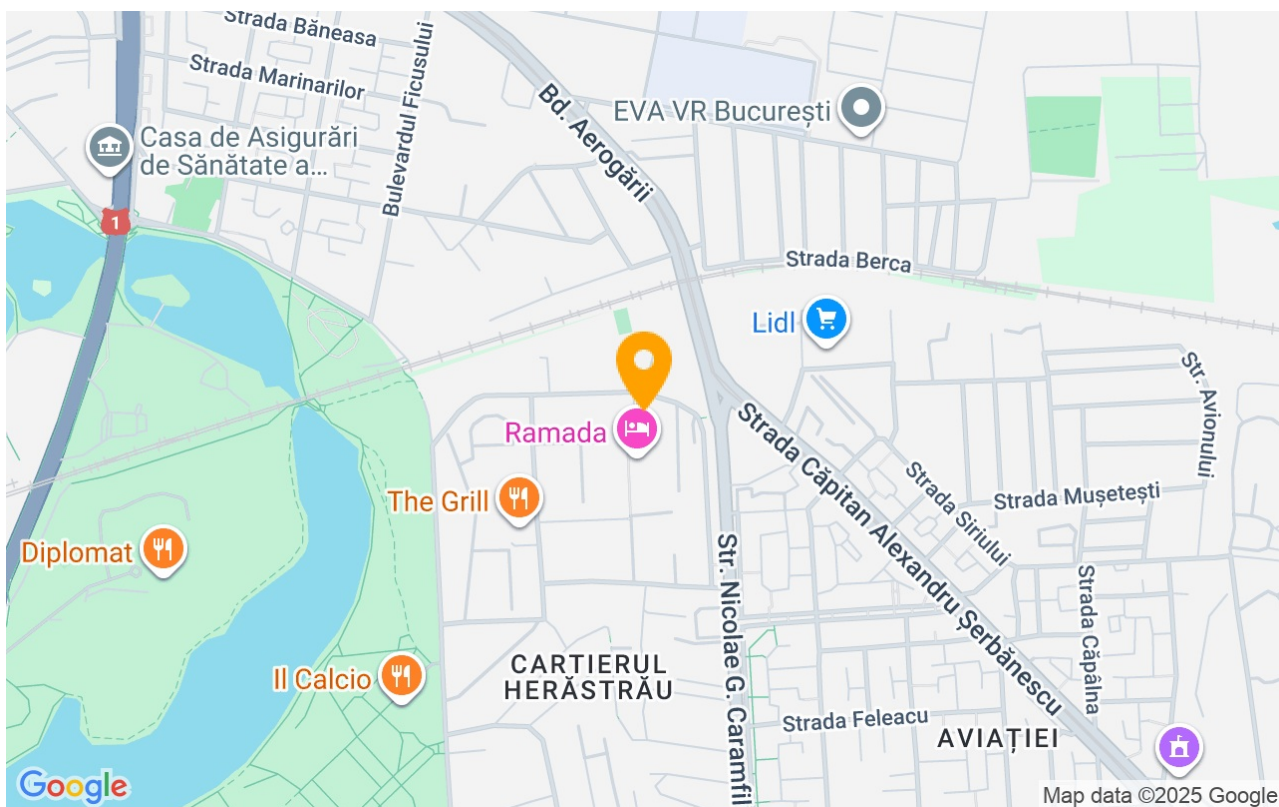 Strada Băneasa
Strada Marinarilor
Bulevardul Ficusului
Bd. Aerogării
EVA VR București
Casa de Asigurări
de Sănătate a...
1
Strada Berca
Lidl
Str. Avionului
Ramada
Strada Căpitan Alexandru Șerbănescu
The Grill
Strada Mușetești
Strada Siriului
Diplomat
Str. Nicolae G. Caramfil
Strada Căpâlna
Il Calcio
CARTIERUL
HERĂSTRĂU
Strada Feleacu
AVIAȚIEI
Google
Map data ©2025 Google